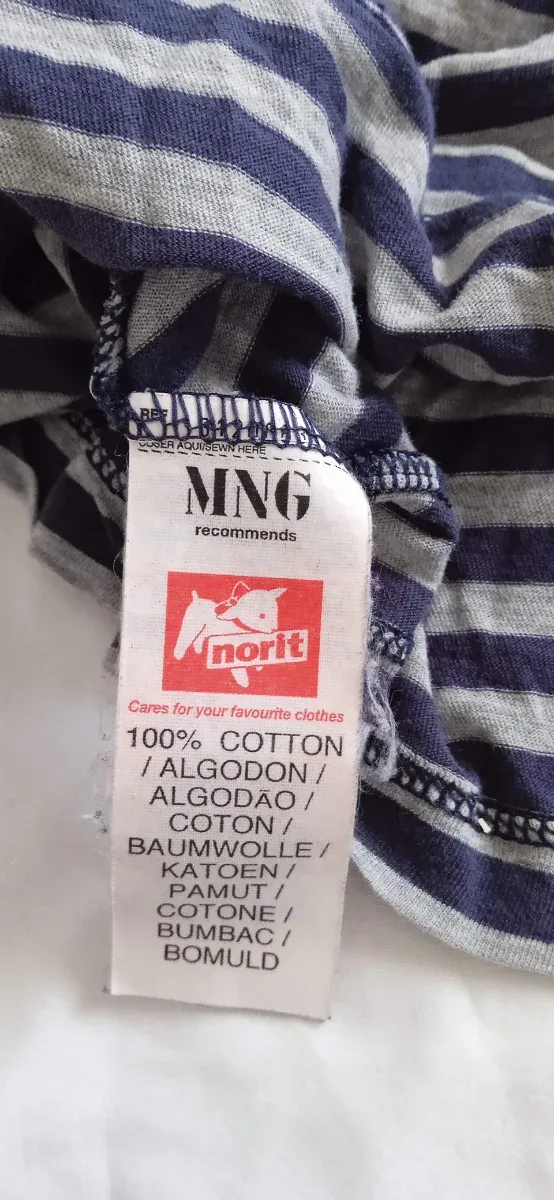 REF
COSER AQUI/SEWN HERE
MNG
recommends
norit
Cares for your favourite clothes
100% COTTON
/ ALGODON /
ALGODÃO /
COTON /
BAUMWOLLE /
KATOEN /
PAMUT /
COTONE /
BUMBAC /
BOMULD